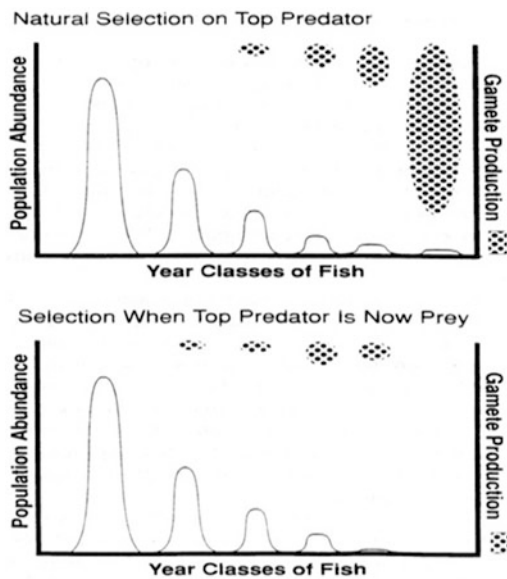 Natural Selection on Top Predator
Population Abundance
Gamete Production
Year Classes of Fish
Selection When Top Predator Is Now Prey
Population Abundance
Gamete Production
Year Classes of Fish